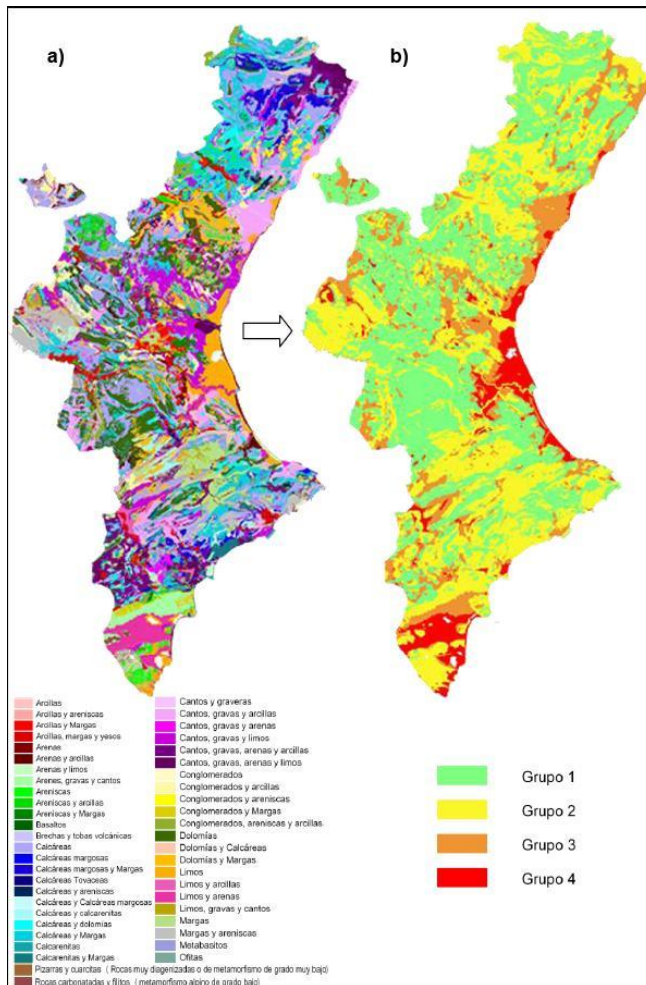 a)
b)
Arcillas
Arcillas y areniscas
Arcillas y Margas
Arcillas, margas y yesos
Arenas
Arenas y arcillas
Arenas y limos
Arenes, gravas y cantos
Areniscas
Areniscas y arcillas
Areniscas y Margas
Basaltos
Brechas y tobas volcánicas
Calcáreas
Calcáreas margosas
Calcáreas margosas y Margas
Calcáreas Tovaceas
Calcáreas y areniscas
Calcáreas y Calcáreas margosas
Calcáreas y calcarenitas
Calcáreas y dolomías
Calcáreas y Margas
Calcarenitas
Calcarenitas y Margas
Pizarras y cuarcitas ( Rocas muy diagenizadas o de metamorfismo de grado muy bajo)
Rocas carbonatadas y filitos ( metamorfismo alpino de grado bajo)
Cantos y graveras
Cantos, gravas y arcillas
Cantos, gravas y arenas
Cantos, gravas y limos
Cantos, gravas, arenas y arcillas
Cantos, gravas, arenas y limos
Conglomerados
Conglomerados y arcillas
Conglomerados y areniscas
Conglomerados y Margas
Conglomerados, areniscas y arcillas
Dolomías
Dolomías y Calcáreas
Dolomías y Margas
Limos
Limos y arcillas
Limos y arenas
Limos, gravas y cantos
Margas
Margas y areniscas
Metabasitos
Ofitas
Grupo 1
Grupo 2
Grupo 3
Grupo 4